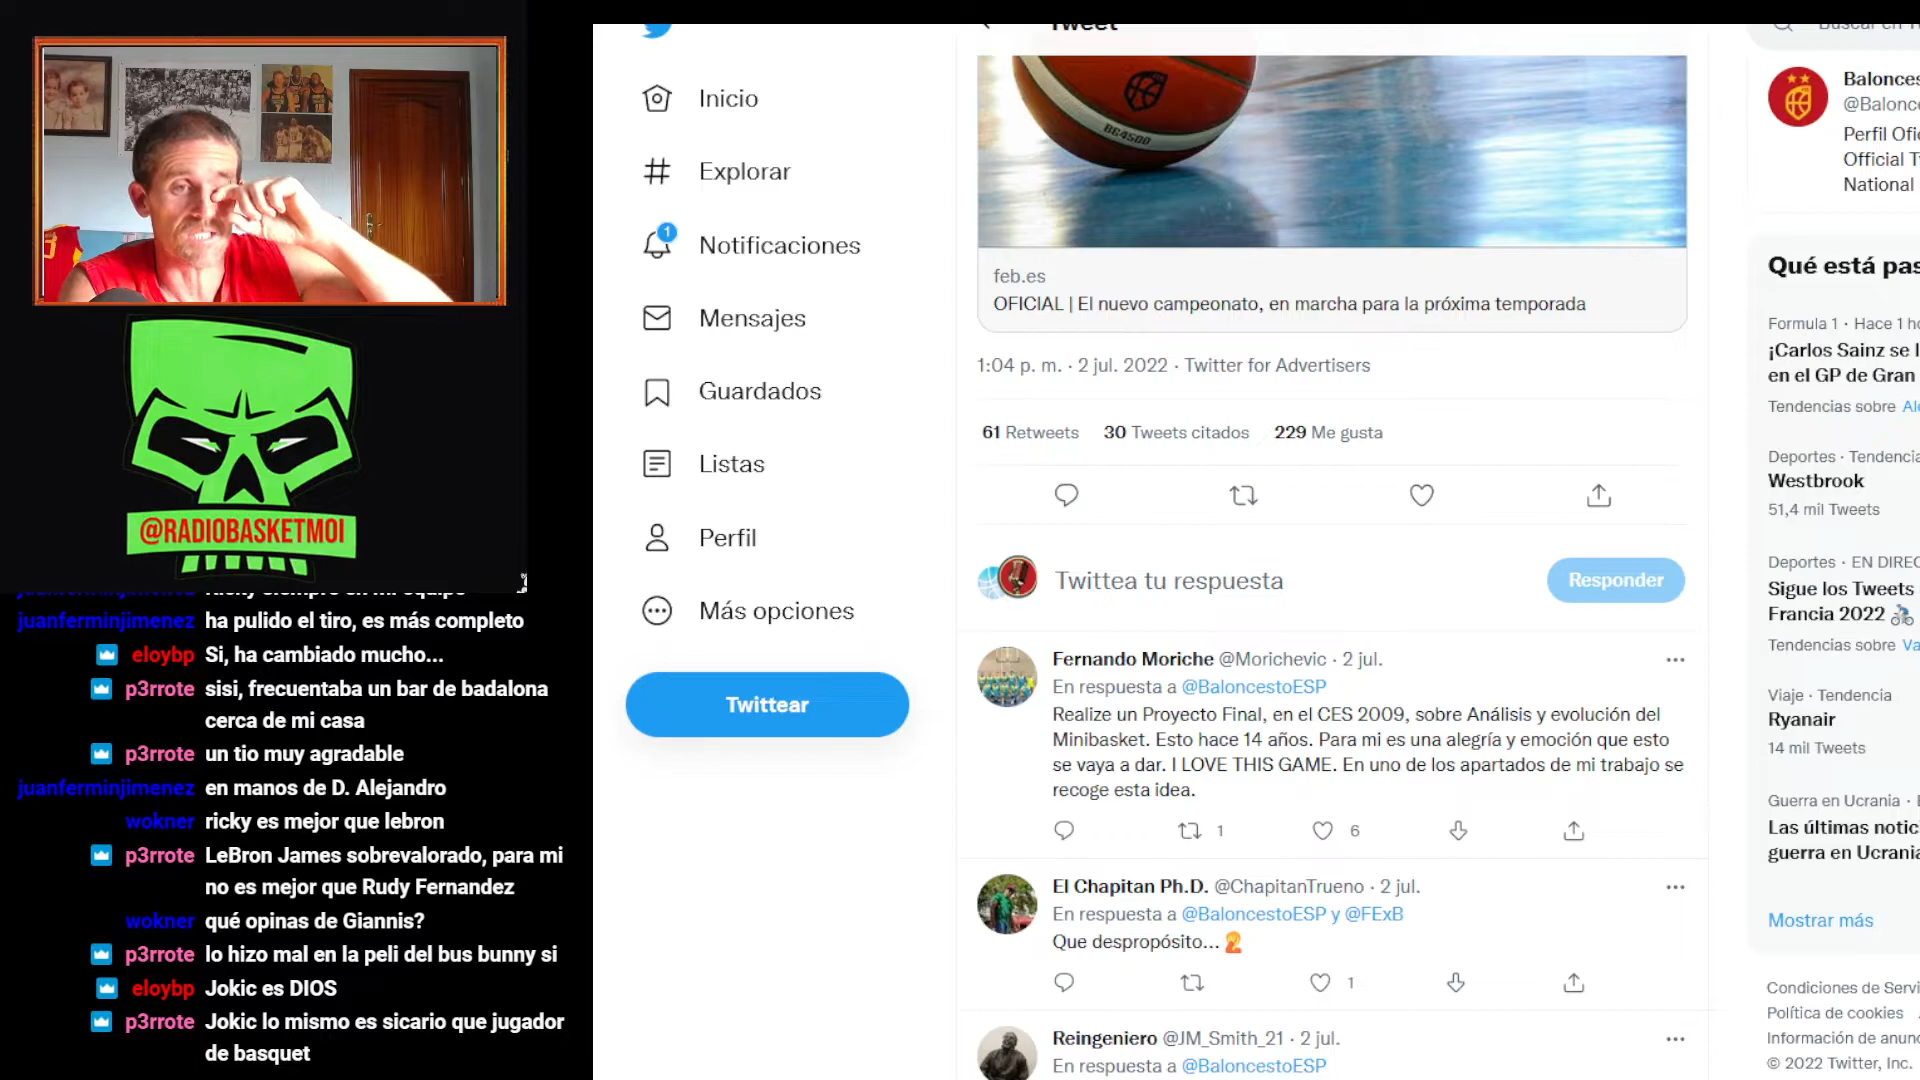 @RADIOBASKETMOI
juanferminjimenez ha pulido el tiro, es más completo
eloybp Si, ha cambiado mucho...
p3rrote sisi, frecuentaba un bar de badalona
cerca de mi casa
p3rrote un tio muy agradable
juanferminjimenez en manos de D. Alejandro
wokner ricky es mejor que lebron
p3rrote LeBron James sobrevalorado, para mi
no es mejor que Rudy Fernandez
wokner qué opinas de Giannis?
p3rrote lo hizo mal en la peli del bus bunny si
eloybp Jokic es DIOS
p3rrote Jokic lo mismo es sicario que jugador
de basquet
Inicio
Explorar
1
Notificaciones
Mensajes
Guardados
Listas
Perfil
Más opciones
Twittear
Tweet
BG4500
feb.es
OFICIAL | El nuevo campeonato, en marcha para la próxima temporada
1:04 p. m. · 2 jul. 2022 · Twitter for Advertisers
61 Retweets 30 Tweets citados 229 Me gusta
Twittea tu respuesta
Responder
Fernando Moriche @Morichevic · 2 jul.
En respuesta a @BaloncestoESP
Realize un Proyecto Final, en el CES 2009, sobre Análisis y evolución del
Minibasket. Esto hace 14 años. Para mi es una alegría y emoción que esto
se vaya a dar. I LOVE THIS GAME. En uno de los apartados de mi trabajo se
recoge esta idea.
1 6
El Chapitan Ph.D. @ChapitanTrueno · 2 jul.
En respuesta a @BaloncestoESP y @FExB
Que despropósito... 🤦
1
Reingeniero @JM_Smith_21 · 2 jul.
En respuesta a @BaloncestoESP
Buscar en
Balonces
@Balonce
Perfil Ofi
Official T
National
Qué está pas
Formula 1 · Hace 1 h
¡Carlos Sainz se l
en el GP de Gran
Tendencias sobre
Deportes · Tendencia
Westbrook
51,4 mil Tweets
Deportes · EN DIREC
Sigue los Tweets
Francia 2022 🚴
Tendencias sobre Va
Viaje · Tendencia
Ryanair
14 mil Tweets
Guerra en Ucrania ·
Las últimas notic
guerra en Ucrania
Mostrar más
Condiciones de Servi
Política de cookies
Información de anunc
© 2022 Twitter, Inc.